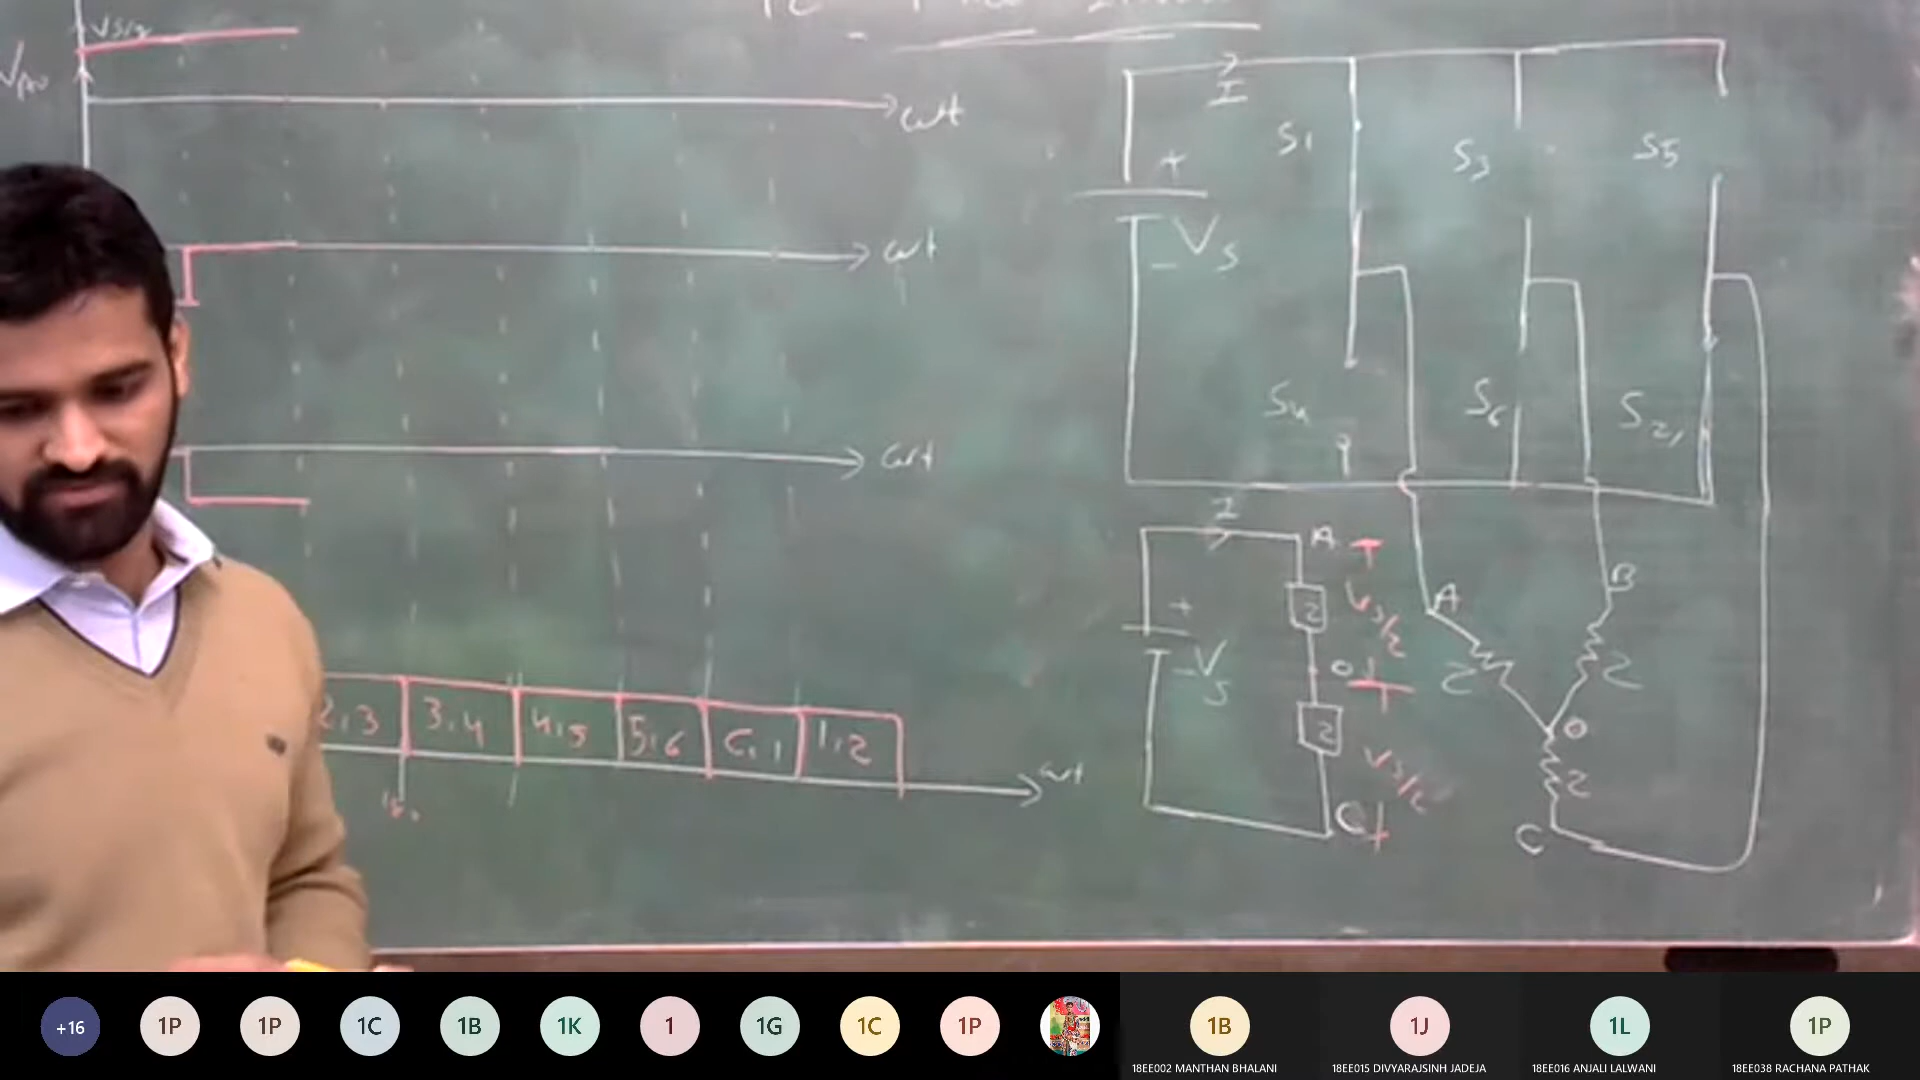 Vs/2
ωt
ωt
ωt
2,3
3,4
4,5
5,6
6,1
1,2
ωt
I
S1
S3
S5
+
Vs
-
S4
S6
S2
I
A
+
Z
Vs/2
+
Vs
-
O
+
Z
Vs/2
C
A
B
Z
Z
O
Z
C
+16
1P
1P
1C
1B
1K
1
1G
1C
1P
1B
1J
1L
1P
18EE002 MANTHAN BHALANI
18EE015 DIVYARAJSINH JADEJA
18EE016 ANJALI LALWANI
18EE038 RACHANA PATHAK